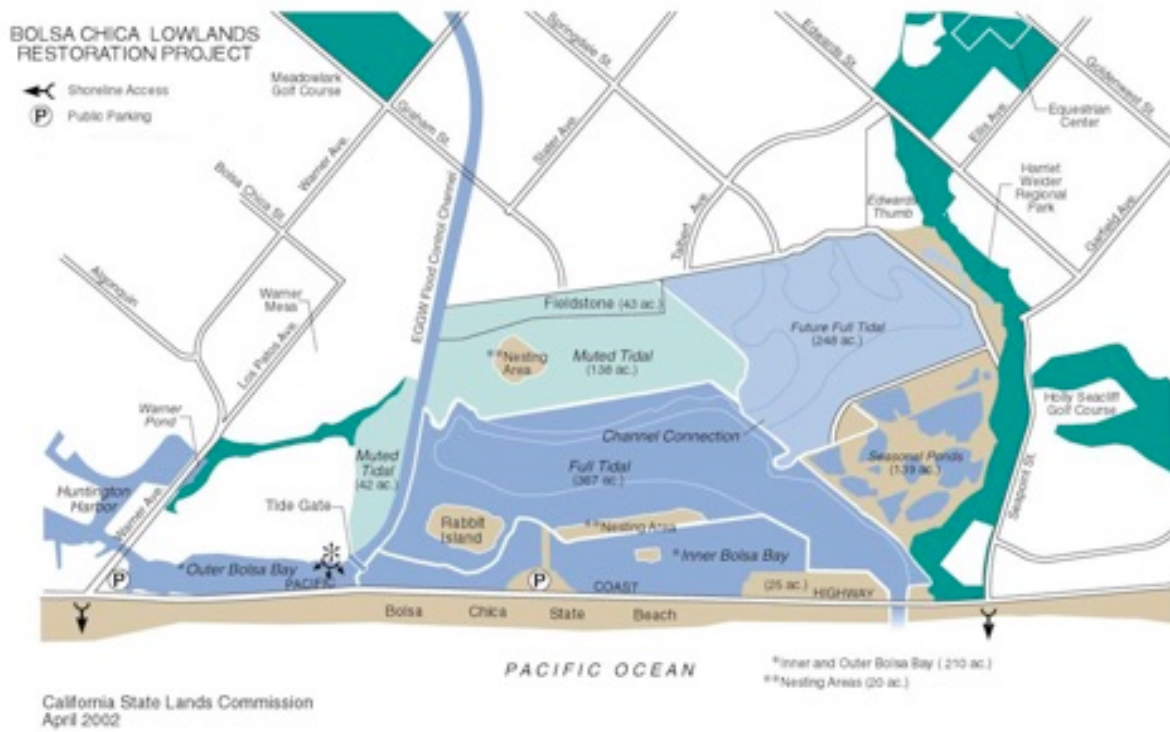 BOLSA CHICA LOWLANDS
RESTORATION PROJECT
Shoreline Access
P Public Parking
Meadowlark
Golf Course
Graham St.
Warner Ave.
Bolsa Chica St.
Algonquin
Warner
Mesa
Los Patos Ave.
EGGW Flood Control Channel
Springdale St.
Slater Ave.
Talbert Ave.
Edwards St.
Edwards
Thumb
Goldenwest St.
Ellis Ave.
Equestrian
Center
Harriet
Weider
Regional
Park
Garfield Ave.
Fieldstone (43 ac.)
**Nesting
Area
Muted Tidal
(138 ac.)
Future Full Tidal
(248 ac.)
Holly Seacliff
Golf Course
Warner
Pond
Channel Connection
Seasonal Ponds
(139 ac.)
Muted
Tidal
(42 ac.)
Full Tidal
(367 ac.)
Huntington
Harbor
Warner Ave.
Tide Gate
Rabbit
Island
**Nesting Area
Seapoint St.
*Outer Bolsa Bay
*Inner Bolsa Bay
P
P
PACIFIC COAST HIGHWAY
(25 ac.)
Bolsa Chica State Beach
PACIFIC OCEAN
*Inner and Outer Bolsa Bay ( 210 ac.)
**Nesting Areas (20 ac.)
California State Lands Commission
April 2002